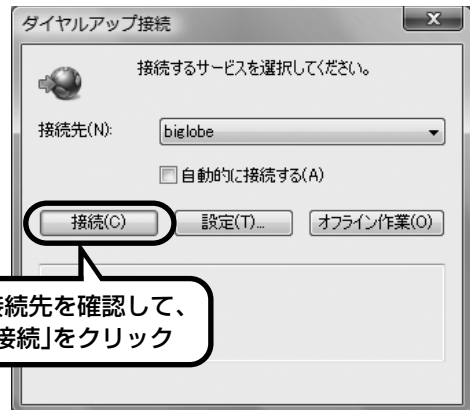 ダイヤルアップ接続
接続するサービスを選択してください。
接続先(N):
biglobe
自動的に接続する(A)
接続(C)
設定(T)...
オフライン作業(O)
続先を確認して、
接続」をクリック